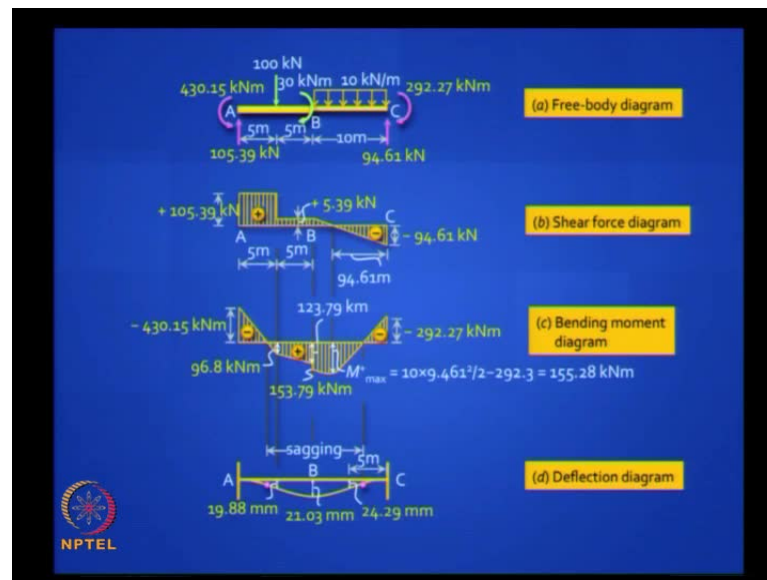 100 kN
430.15 kNm 30 kNm 10 kN/m 292.27 kNm
A B C
5m 5m 10m
105.39 kN 94.61 kN
(a) Free-body diagram
+ 105.39 kN + + 5.39 kN C
A B − − 94.61 kN
5m 5m
94.61m
(b) Shear force diagram
123.79 km
− 430.15 kNm − − − 292.27 kNm
+
96.8 kNm M⁺max = 10×9.461²/2−292.3 = 155.28 kNm
153.79 kNm
(c) Bending moment
diagram
sagging
A B 5m C
19.88 mm 21.03 mm 24.29 mm
(d) Deflection diagram
NPTEL